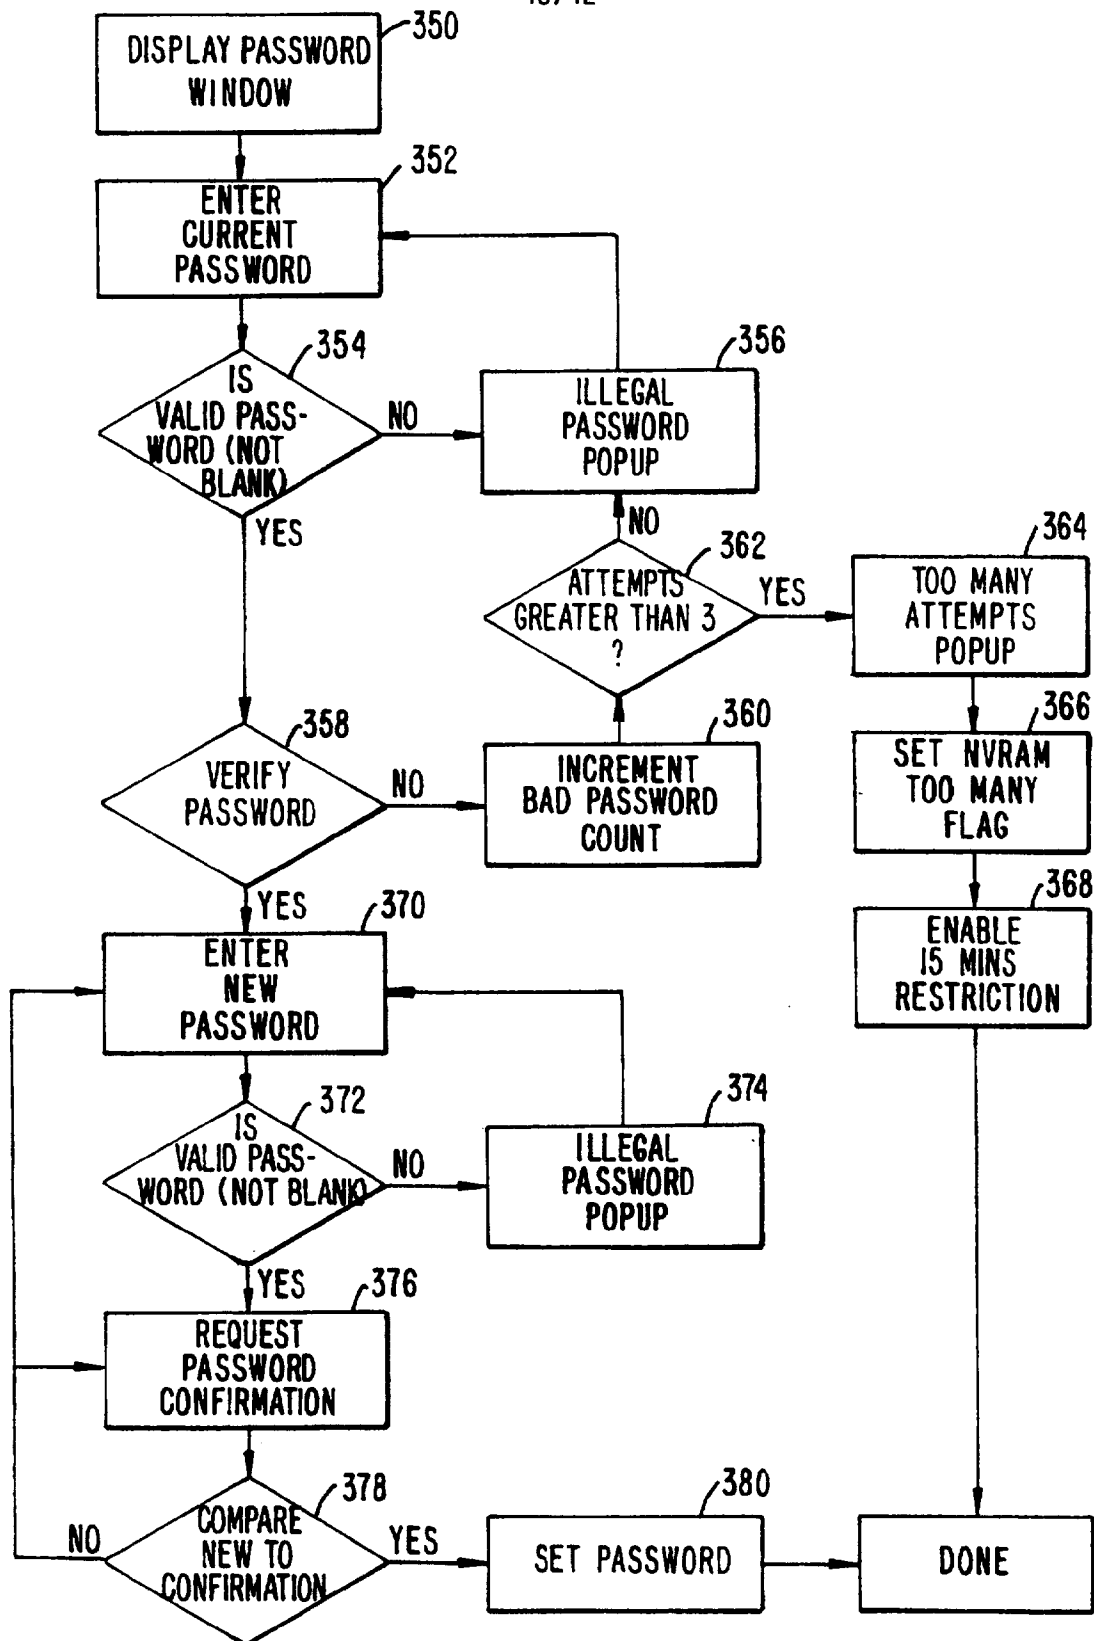 350
DISPLAY PASSWORD
WINDOW
352
ENTER
CURRENT
PASSWORD
354
IS
VALID PASS-
WORD (NOT
BLANK)
NO
YES
356
ILLEGAL
PASSWORD
POPUP
NO
362
ATTEMPTS
GREATER THAN 3
?
YES
364
TOO MANY
ATTEMPTS
POPUP
358
VERIFY
PASSWORD
NO
YES
360
INCREMENT
BAD PASSWORD
COUNT
366
SET NVRAM
TOO MANY
FLAG
368
ENABLE
15 MINS
RESTRICTION
370
ENTER
NEW
PASSWORD
372
IS
VALID PASS-
WORD (NOT BLANK)
NO
YES
374
ILLEGAL
PASSWORD
POPUP
376
REQUEST
PASSWORD
CONFIRMATION
378
COMPARE
NEW TO
CONFIRMATION
NO
YES
380
SET PASSWORD
DONE